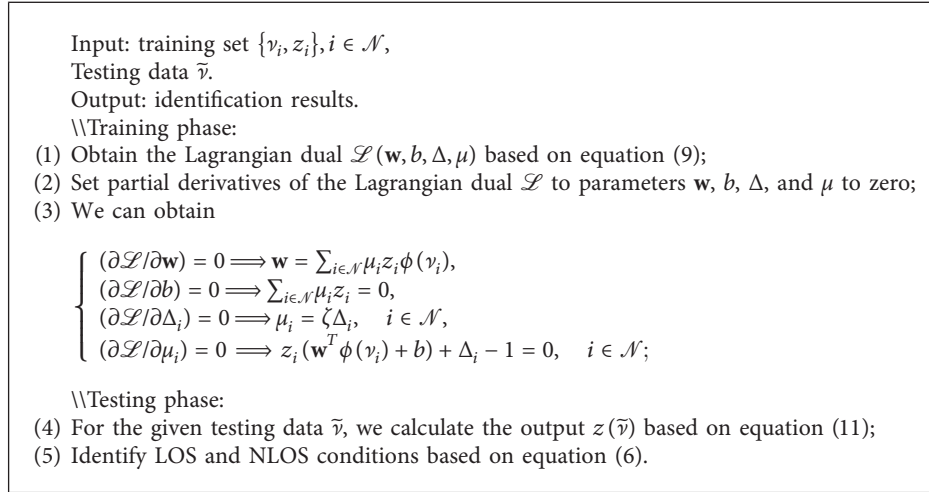 Input: training set {ν_i, z_i}, i ∈ 𝒩,
Testing data ν̃.
Output: identification results.
\\Training phase:
(1) Obtain the Lagrangian dual ℒ(w, b, Δ, μ) based on equation (9);
(2) Set partial derivatives of the Lagrangian dual ℒ to parameters w, b, Δ, and μ to zero;
(3) We can obtain
(∂ℒ/∂w) = 0 ⟹ w = ∑_{i∈𝒩} μ_i z_i ϕ(ν_i),
(∂ℒ/∂b) = 0 ⟹ ∑_{i∈𝒩} μ_i z_i = 0,
(∂ℒ/∂Δ_i) = 0 ⟹ μ_i = ζΔ_i, i ∈ 𝒩,
(∂ℒ/∂μ_i) = 0 ⟹ z_i(w^T ϕ(ν_i) + b) + Δ_i − 1 = 0, i ∈ 𝒩;
\\Testing phase:
(4) For the given testing data ν̃, we calculate the output z(ν̃) based on equation (11);
(5) Identify LOS and NLOS conditions based on equation (6).